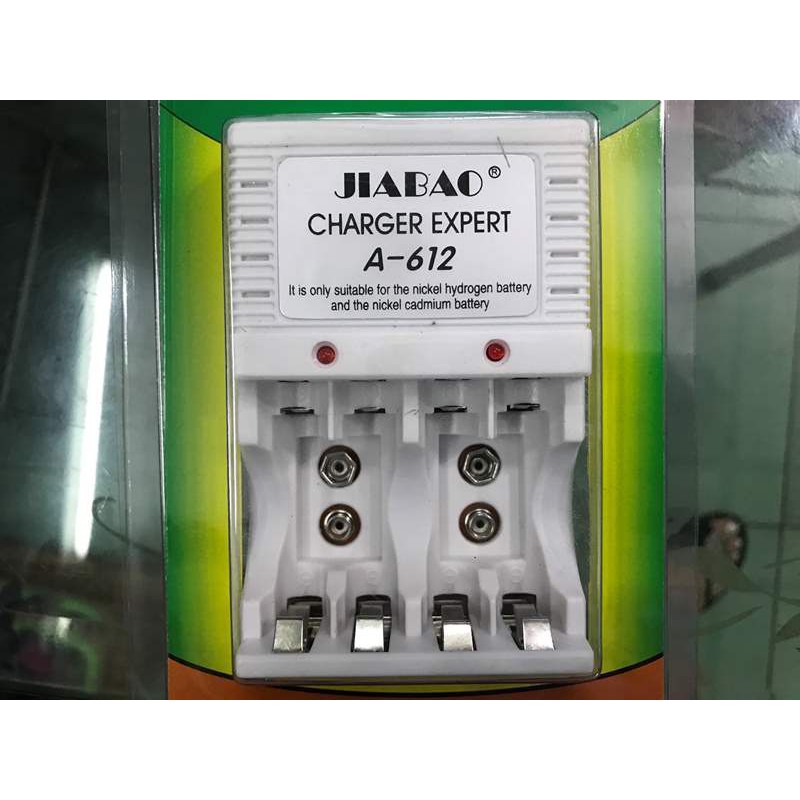 JIABAO®
CHARGER EXPERT
A-612
It is only suitable for the nickel hydrogen battery
and the nickel cadmium battery